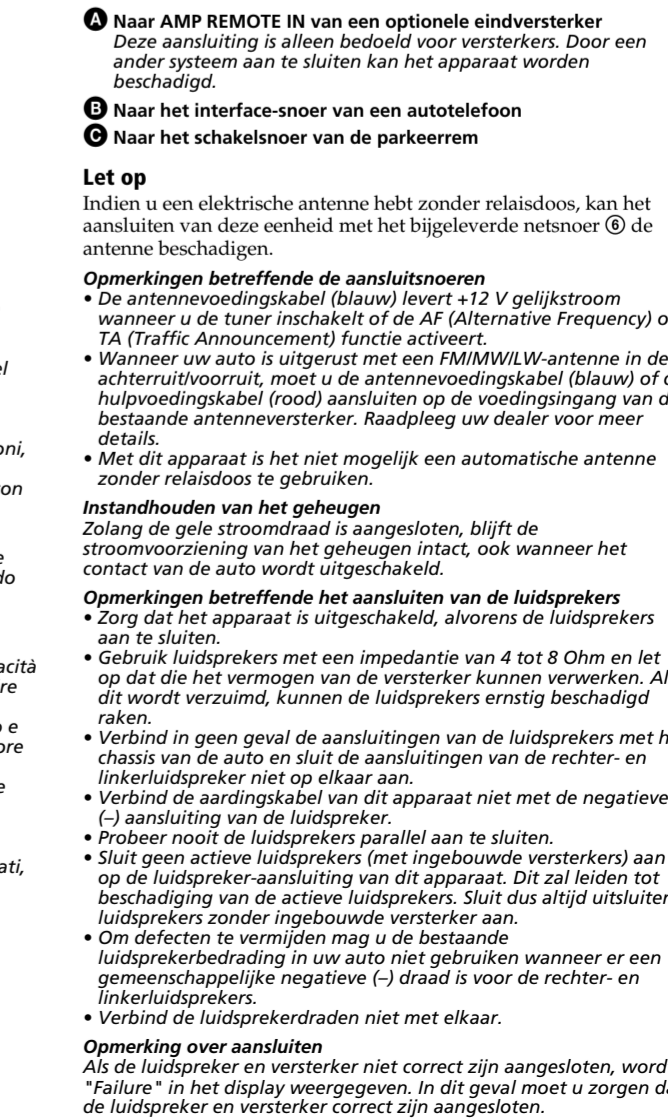 A Naar AMP REMOTE IN van een optionele eindversterker
Deze aansluiting is alleen bedoeld voor versterkers. Door een
ander systeem aan te sluiten kan het apparaat worden
beschadigd.
B Naar het interface-snoer van een autotelefoon
C Naar het schakelsnoer van de parkeerrem
Let op
Indien u een elektrische antenne hebt zonder relaisdoos, kan het
aansluiten van deze eenheid met het bijgeleverde netsnoer ⑥ de
antenne beschadigen.
Opmerkingen betreffende de aansluitsnoeren
• De antennevoedingskabel (blauw) levert +12 V gelijkstroom
wanneer u de tuner inschakelt of de AF (Alternative Frequency) o
TA (Traffic Announcement) functie activeert.
• Wanneer uw auto is uitgerust met een FM/MW/LW-antenne in de
achterruit/voorruit, moet u de antennevoedingskabel (blauw) of d
hulpvoedingskabel (rood) aansluiten op de voedingsingang van d
bestaande antenneversterker. Raadpleeg uw dealer voor meer
details.
• Met dit apparaat is het niet mogelijk een automatische antenne
zonder relaisdoos te gebruiken.
Instandhouden van het geheugen
Zolang de gele stroomdraad is aangesloten, blijft de
stroomvoorziening van het geheugen intact, ook wanneer het
contact van de auto wordt uitgeschakeld.
Opmerkingen betreffende het aansluiten van de luidsprekers
• Zorg dat het apparaat is uitgeschakeld, alvorens de luidsprekers
aan te sluiten.
• Gebruik luidsprekers met een impedantie van 4 tot 8 Ohm en let
op dat die het vermogen van de versterker kunnen verwerken. Al
dit wordt verzuimd, kunnen de luidsprekers ernstig beschadigd
raken.
• Verbind in geen geval de aansluitingen van de luidsprekers met h
chassis van de auto en sluit de aansluitingen van de rechter- en
linkerluidspreker niet op elkaar aan.
• Verbind de aardingskabel van dit apparaat niet met de negatieve
(–) aansluiting van de luidspreker.
• Probeer nooit de luidsprekers parallel aan te sluiten.
• Sluit geen actieve luidsprekers (met ingebouwde versterkers) aan
op de luidspreker-aansluiting van dit apparaat. Dit zal leiden tot
beschadiging van de actieve luidsprekers. Sluit dus altijd uitsluiten
luidsprekers zonder ingebouwde versterker aan.
• Om defecten te vermijden mag u de bestaande
luidsprekerbedrading in uw auto niet gebruiken wanneer er een
gemeenschappelijke negatieve (–) draad is voor de rechter- en
linkerluidsprekers.
• Verbind de luidsprekerdraden niet met elkaar.
Opmerking over aansluiten
Als de luidspreker en versterker niet correct zijn aangesloten, word
"Failure" in het display weergegeven. In dit geval moet u zorgen da
de luidspreker en versterker correct zijn aangesloten.
el
oni,
on
e
do
acità
re
o e
ore
e
ati,